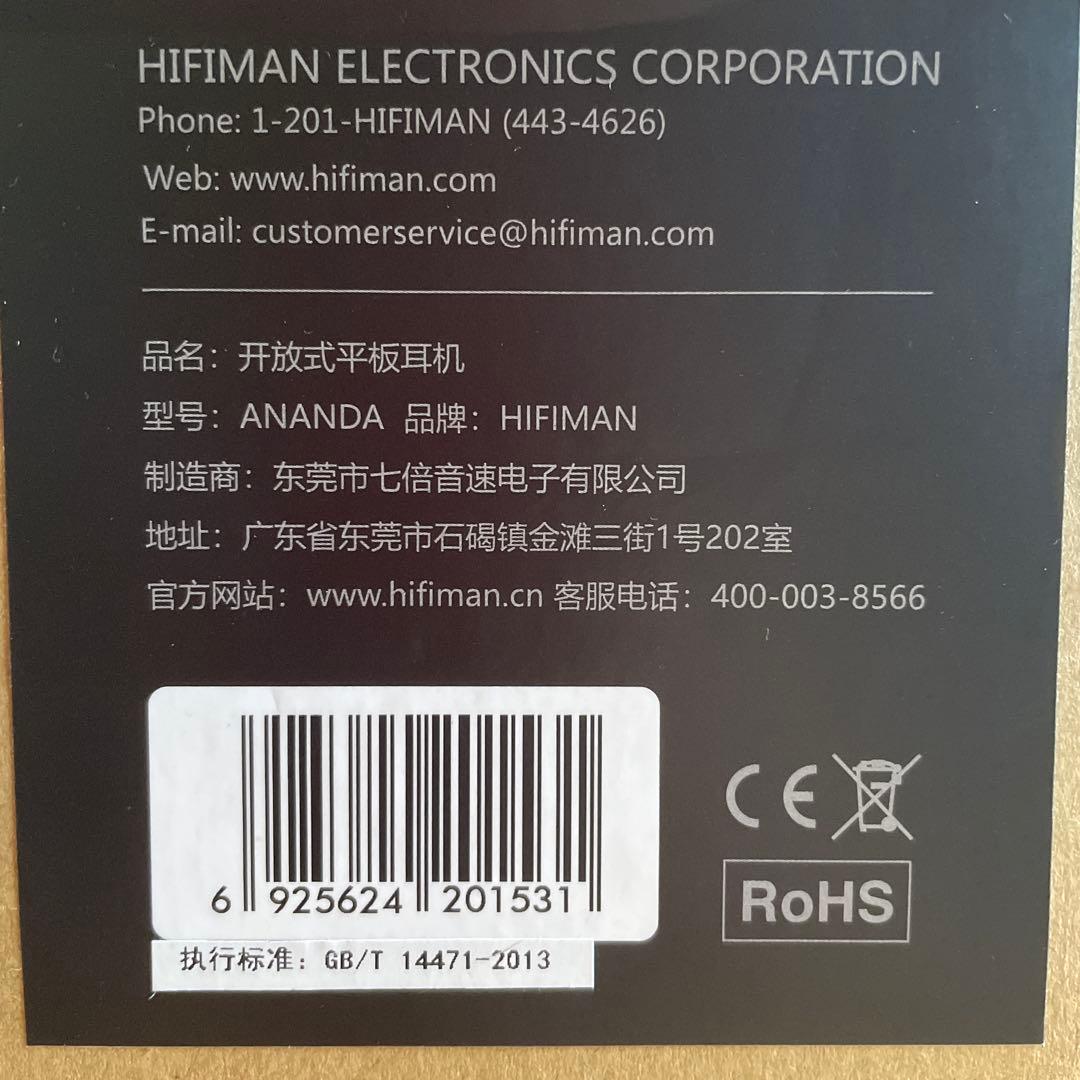 HIFIMAN ELECTRONICS CORPORATION
Phone: 1-201-HIFIMAN (443-4626)
Web: www.hifiman.com
E-mail: customerservice@hifiman.com
品名：开放式平板耳机
型号：ANANDA 品牌：HIFIMAN
制造商：东莞市七倍音速电子有限公司
地址：广东省东莞市石碣镇金滩三街1号202室
官方网站：www.hifiman.cn 客服电话：400-003-8566
6 925624 201531
CE
RoHS
执行标准：GB/T 14471-2013